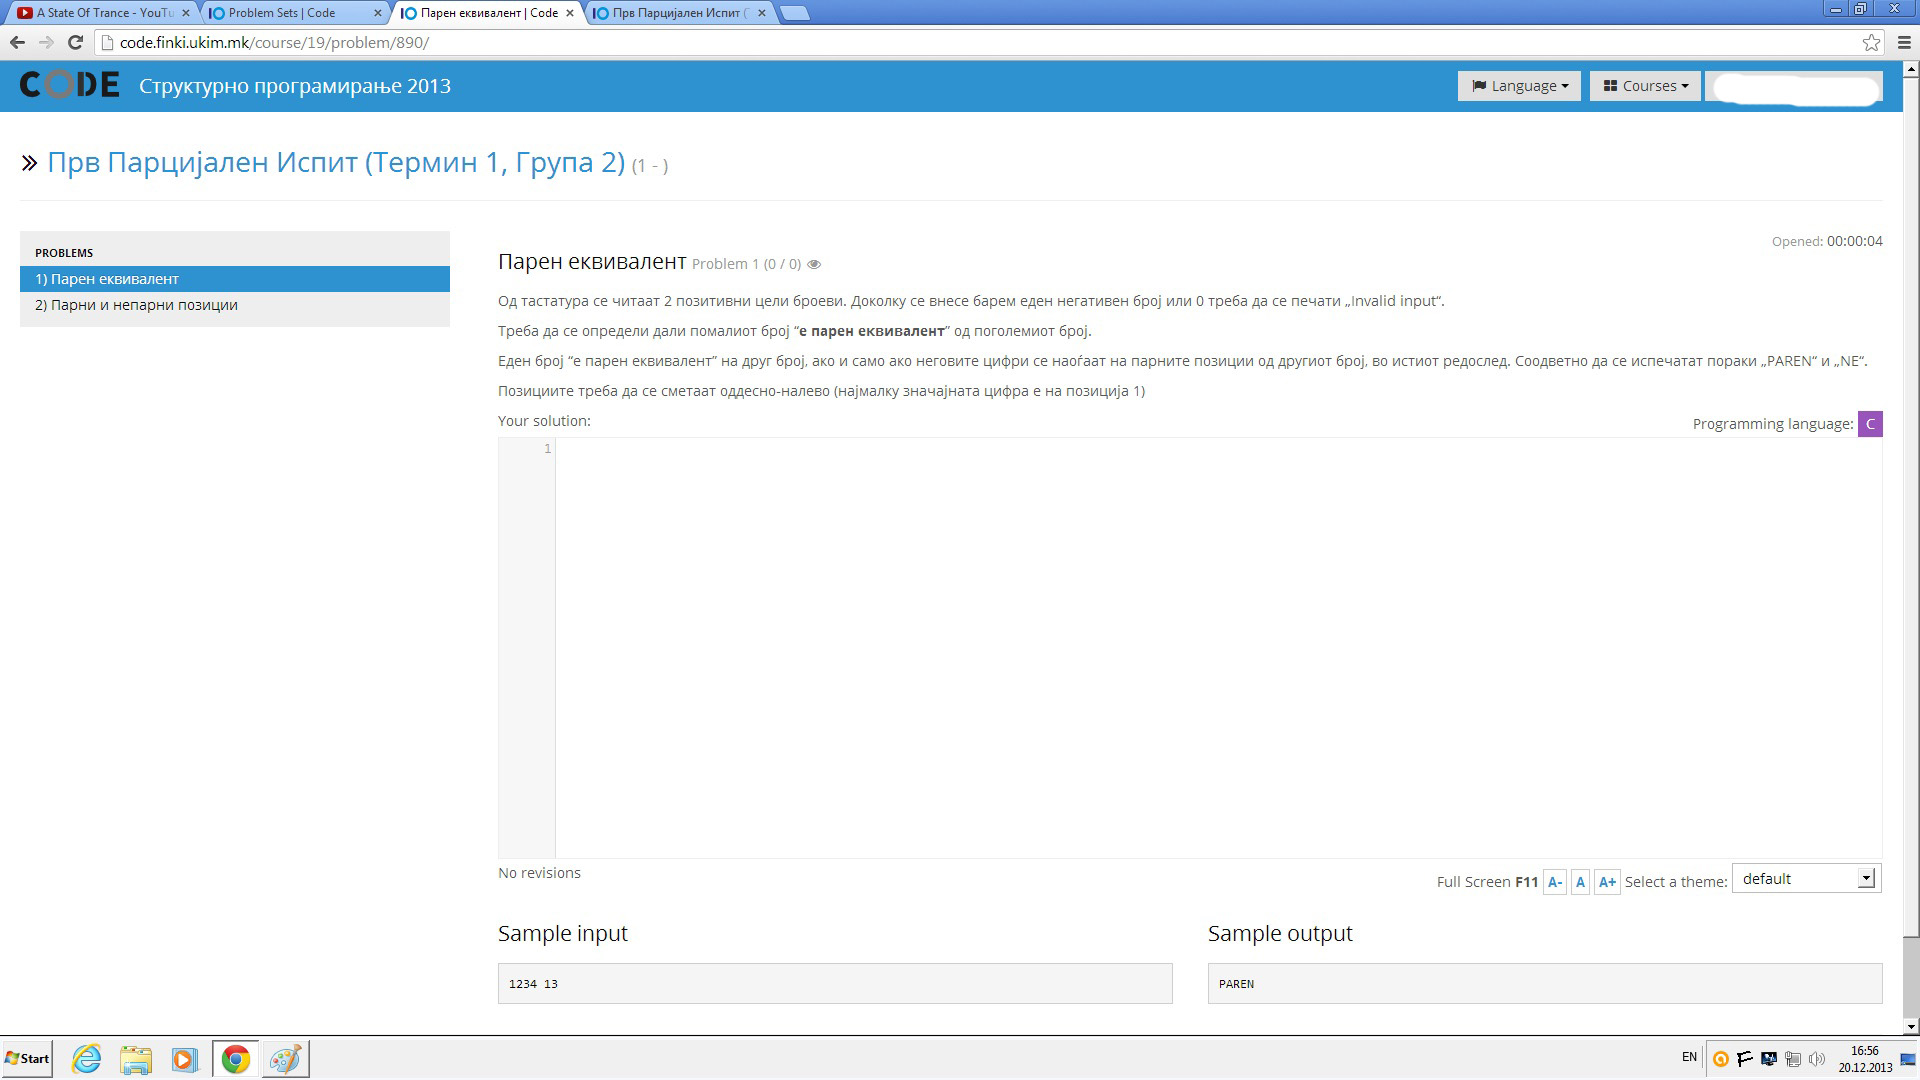 A State Of Trance - YouTu
Problem Sets | Code
Парен еквивалент | Code
Прв Парцијален Испит (Т
code.finki.ukim.mk/course/19/problem/890/
CODE Структурно програмирање 2013
Language
Courses
Прв Парцијален Испит (Термин 1, Група 2) (1 - )
PROBLEMS
1) Парен еквивалент
2) Парни и непарни позиции
Opened: 00:00:04
Парен еквивалент Problem 1 (0 / 0)
Од тастатура се читаат 2 позитивни цели броеви. Доколку се внесе барем еден негативен број или 0 треба да се печати „Invalid input“.
Треба да се определи дали помалиот број “е парен еквивалент” од поголемиот број.
Еден број “е парен еквивалент” на друг број, ако и само ако неговите цифри се наоѓаат на парните позиции од другиот број, во истиот редослед. Соодветно да се испечатат пораки „PAREN“ и „NE“.
Позициите треба да се сметаат оддесно-налево (најмалку значајната цифра е на позиција 1)
Your solution:
Programming language: C
1
No revisions
Full Screen F11 A- A A+ Select a theme: default
Sample input
Sample output
1234 13
PAREN
Start
EN
16:56
20.12.2013